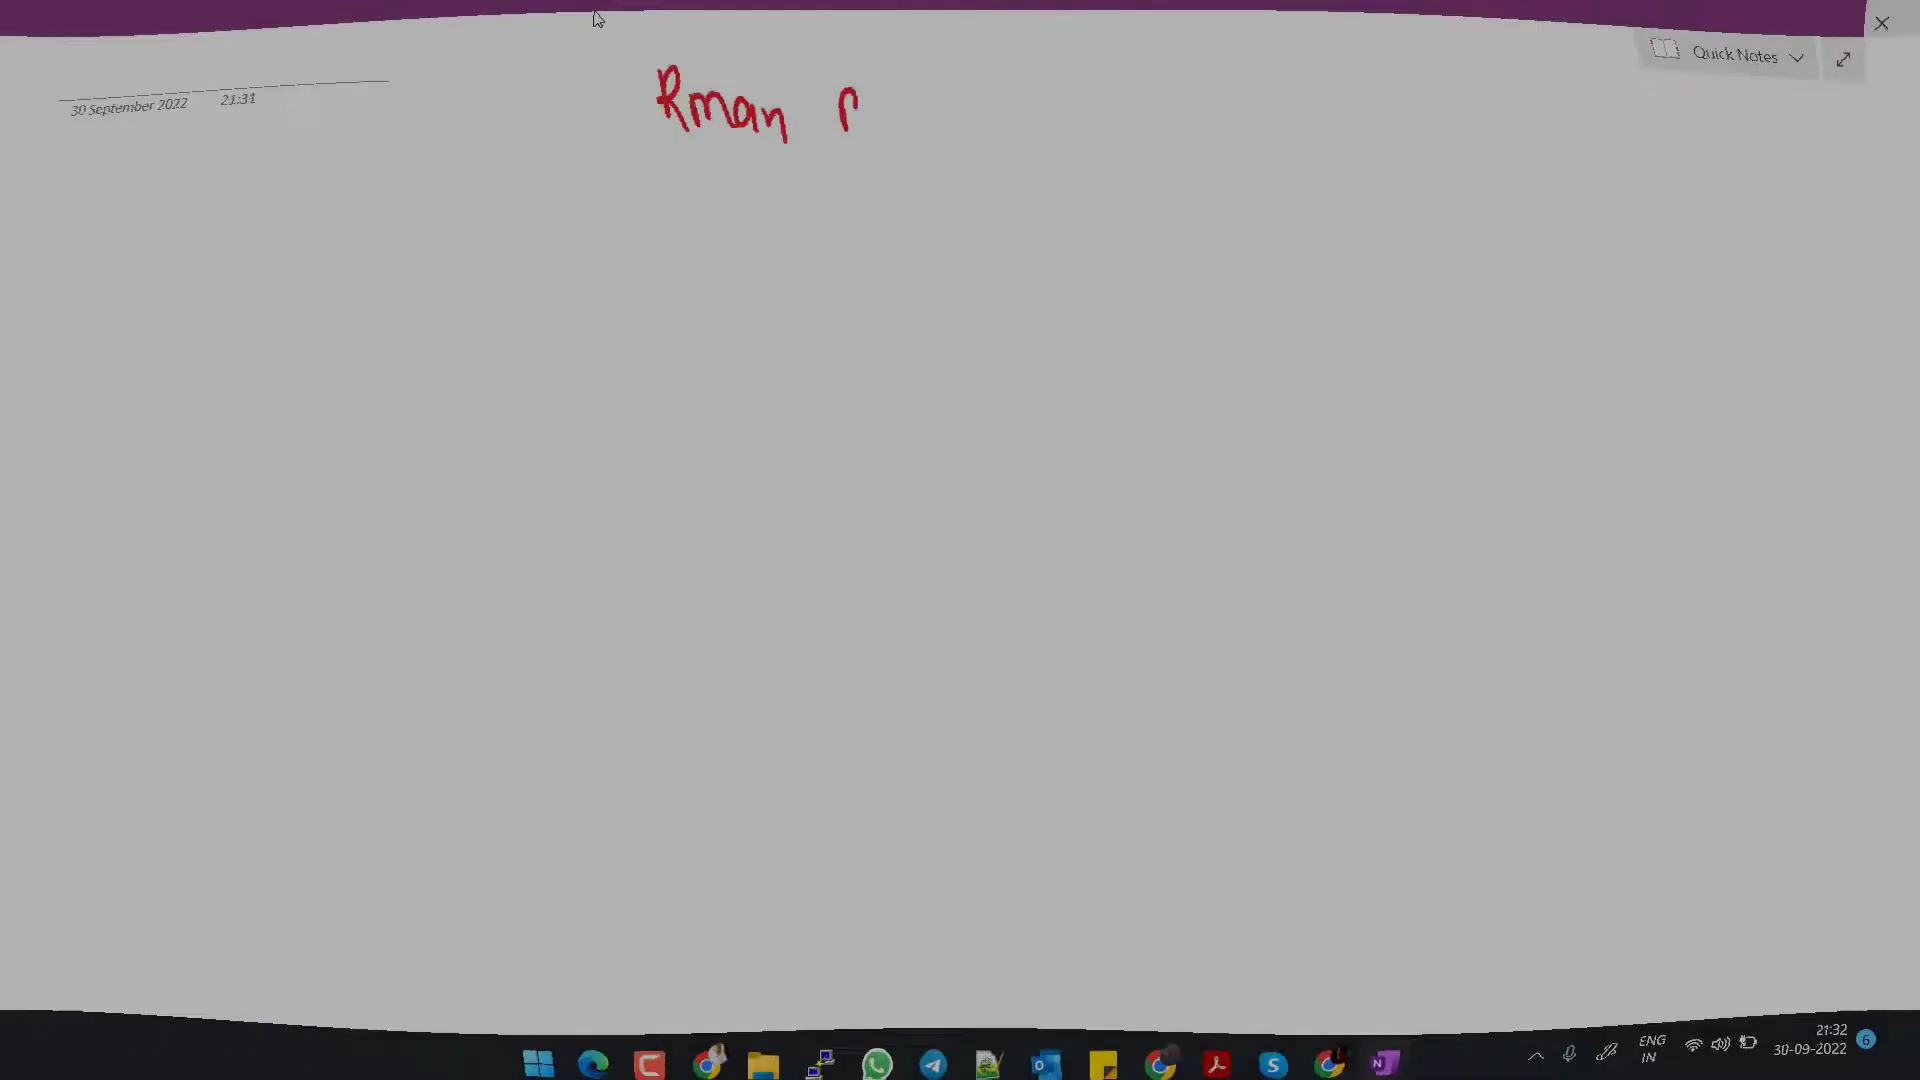 Quick Notes
30 September 2022 21:31
Rman
ENG
IN
21:32
30-09-2022
6